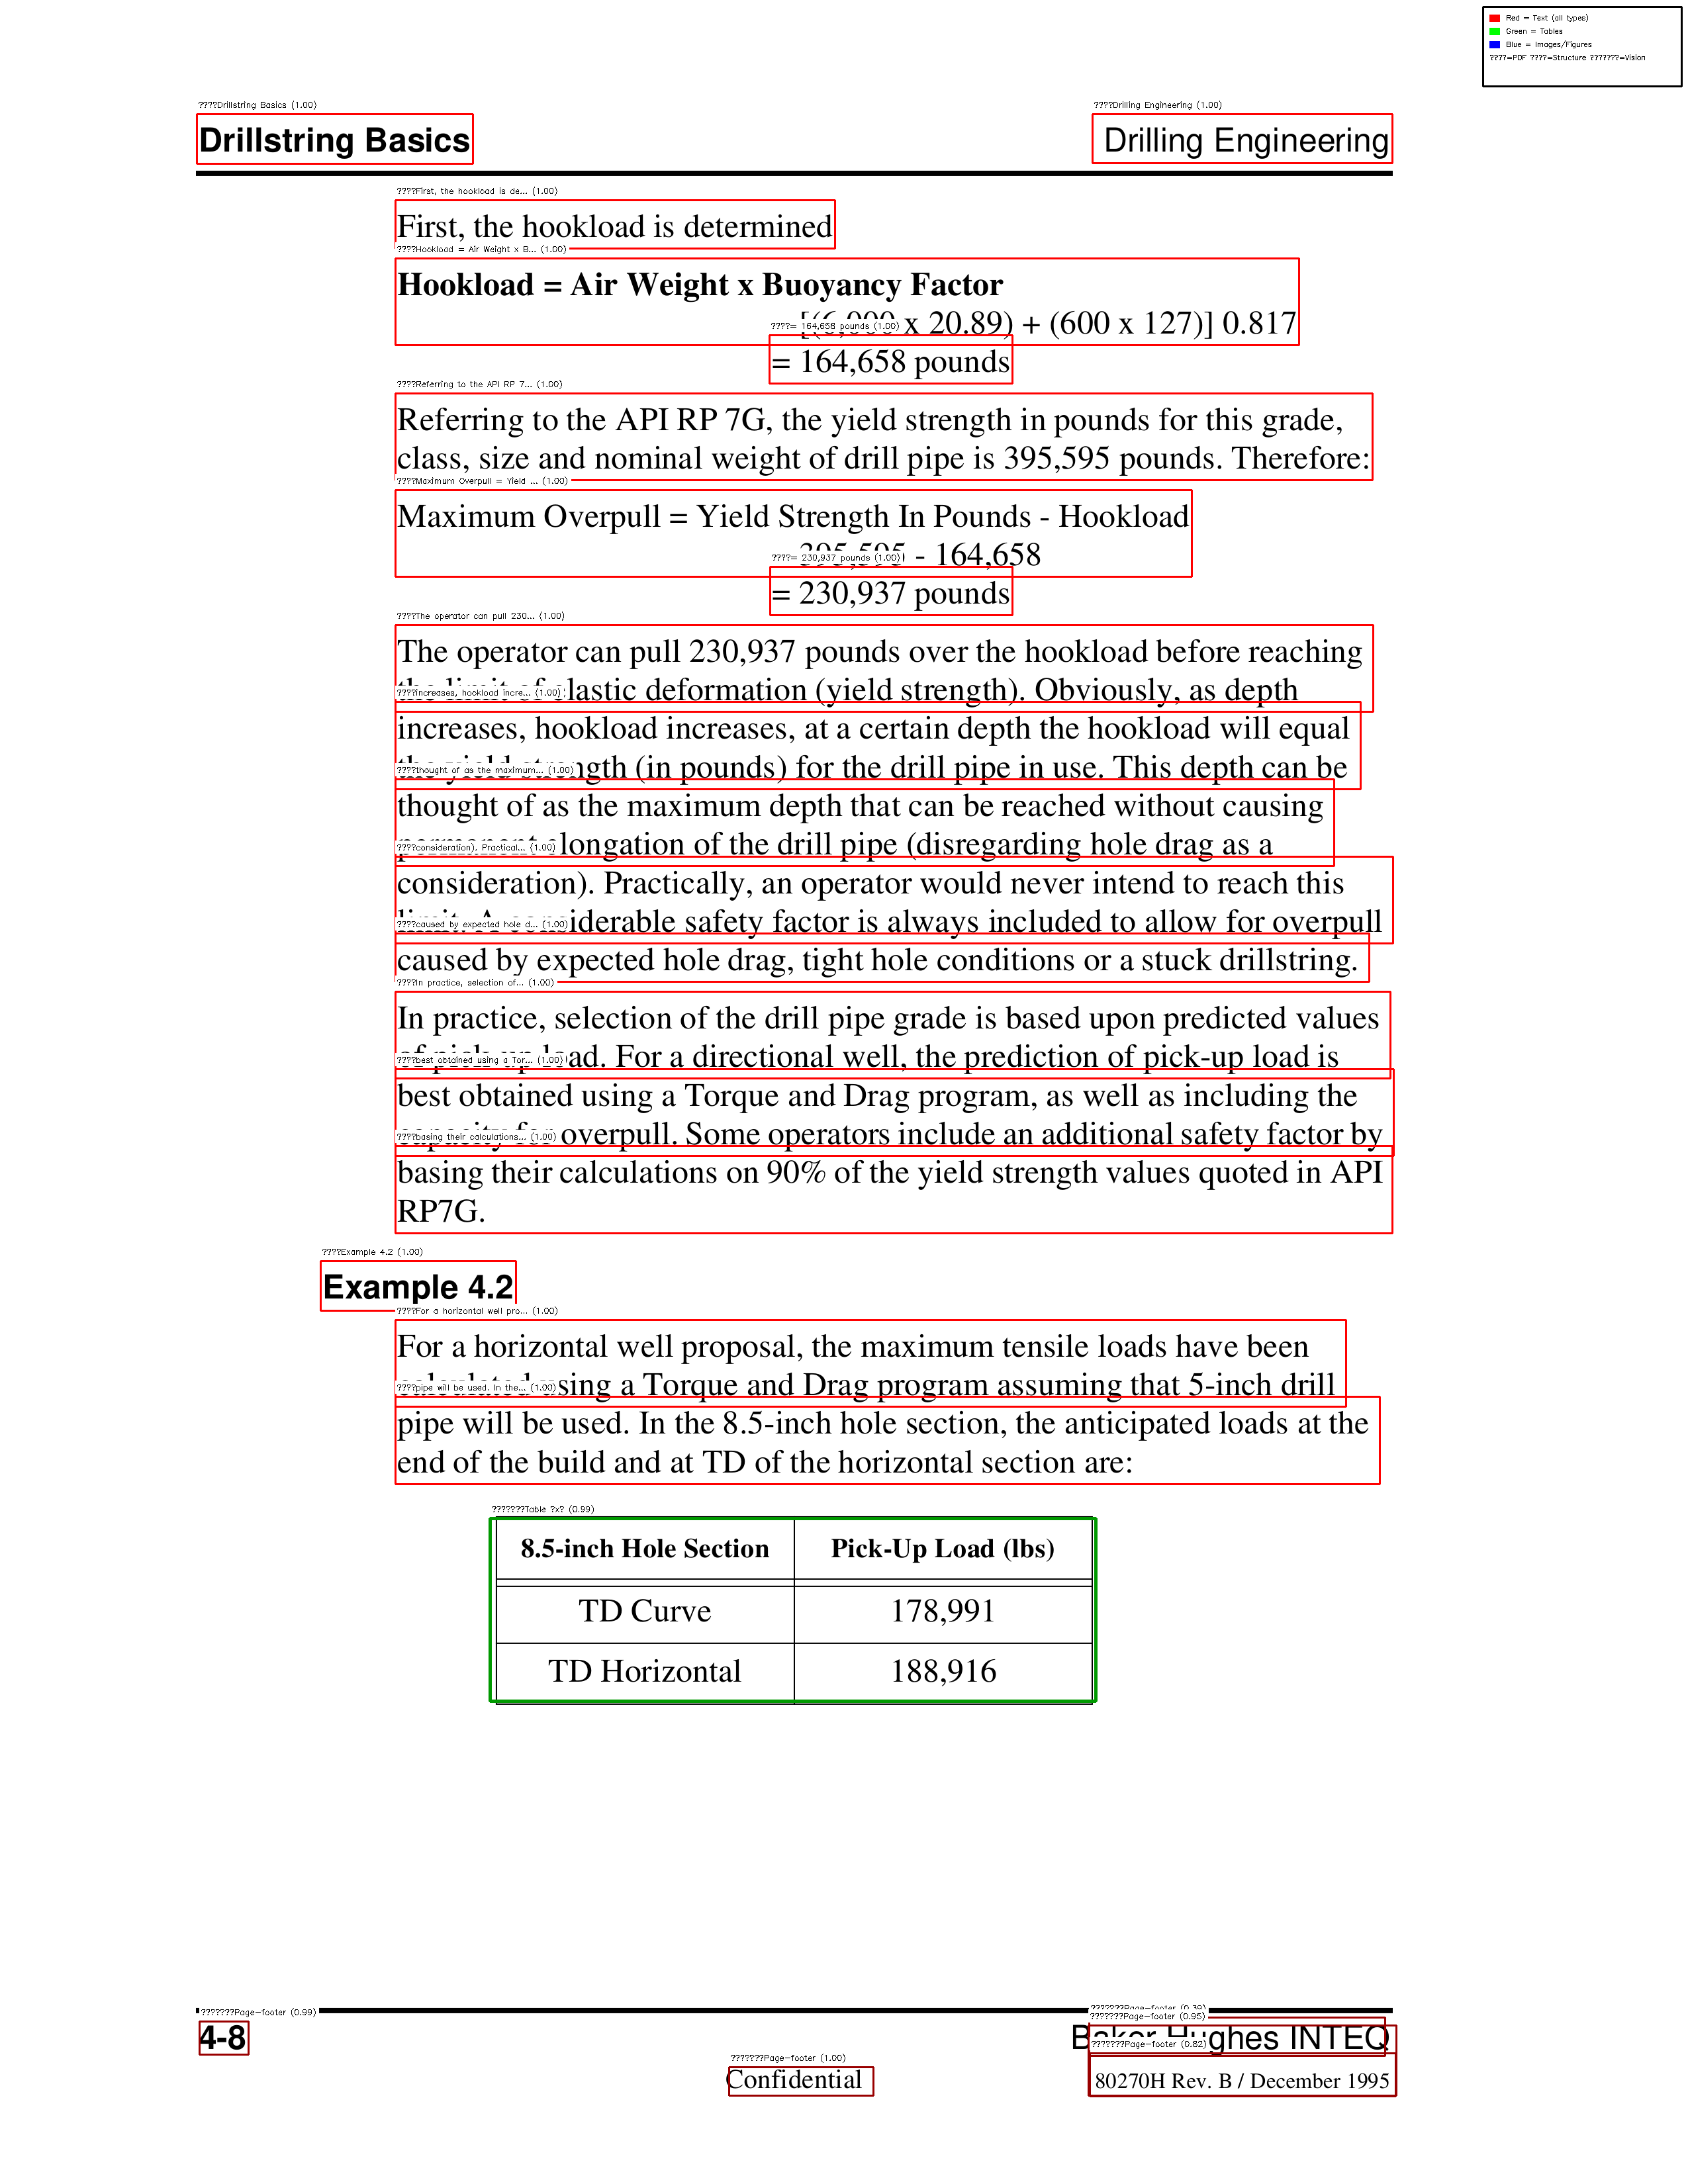 Red = Text (all types)
Green = Tables
Blue = Images/Figures
????=PDF ????=Structure ???????=Vision
????Drillstring Basics (1.00)
????Drilling Engineering (1.00)
Drillstring Basics
Drilling Engineering
????First, the hookload is de... (1.00)
First, the hookload is determined
????Hookload = Air Weight x B... (1.00)
Hookload = Air Weight x Buoyancy Factor
[(6,000 x 20.89) + (600 x 127)] 0.817
????= 164,658 pounds (1.00)
= 164,658 pounds
????Referring to the API RP 7... (1.00)
Referring to the API RP 7G, the yield strength in pounds for this grade,
class, size and nominal weight of drill pipe is 395,595 pounds. Therefore:
????Maximum Overpull = Yield ... (1.00)
Maximum Overpull = Yield Strength In Pounds - Hookload
395,595 - 164,658
????= 230,937 pounds (1.00)
= 230,937 pounds
????The operator can pull 230... (1.00)
The operator can pull 230,937 pounds over the hookload before reaching
the limit of elastic deformation (yield strength). Obviously, as depth
????increases, hookload incre... (1.00)
increases, hookload increases, at a certain depth the hookload will equal
the yield strength (in pounds) for the drill pipe in use. This depth can be
????thought of as the maximum... (1.00)
thought of as the maximum depth that can be reached without causing
permanent elongation of the drill pipe (disregarding hole drag as a
????consideration). Practical... (1.00)
consideration). Practically, an operator would never intend to reach this
limit. A considerable safety factor is always included to allow for overpull
????caused by expected hole d... (1.00)
caused by expected hole drag, tight hole conditions or a stuck drillstring.
????In practice, selection of... (1.00)
In practice, selection of the drill pipe grade is based upon predicted values
of pick-up load. For a directional well, the prediction of pick-up load is
????best obtained using a Tor... (1.00)
best obtained using a Torque and Drag program, as well as including the
capacity for overpull. Some operators include an additional safety factor by
????basing their calculations... (1.00)
basing their calculations on 90% of the yield strength values quoted in API
RP7G.
????Example 4.2 (1.00)
Example 4.2
????For a horizontal well pro... (1.00)
For a horizontal well proposal, the maximum tensile loads have been
calculated using a Torque and Drag program assuming that 5-inch drill
????pipe will be used. In the... (1.00)
pipe will be used. In the 8.5-inch hole section, the anticipated loads at the
end of the build and at TD of the horizontal section are:
???????Table ?x? (0.99)
8.5-inch Hole Section Pick-Up Load (lbs)
TD Curve 178,991
TD Horizontal 188,916
???????Page-footer (0.99)
???????Page-footer (0.39)
???????Page-footer (0.95)
4-8
Baker Hughes INTEQ
???????Page-footer (0.82)
???????Page-footer (1.00)
Confidential
80270H Rev. B / December 1995